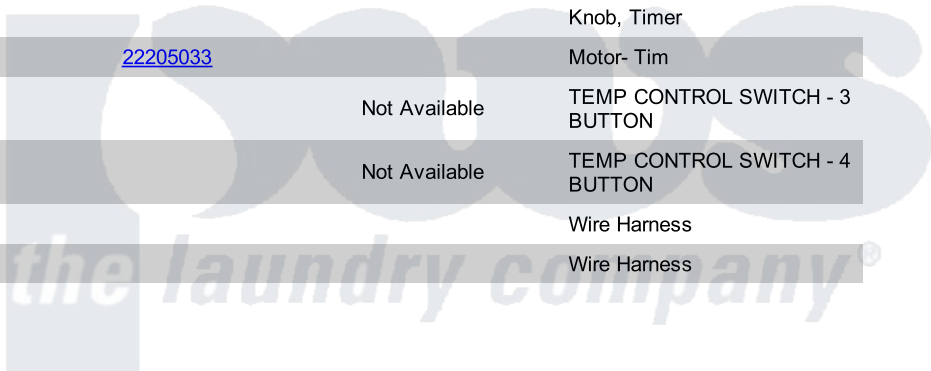 Knob, Timer
22205033 Motor- Tim
Not Available TEMP CONTROL SWITCH - 3
BUTTON
Not Available TEMP CONTROL SWITCH - 4
BUTTON
Wire Harness
Wire Harness
the laundry company®